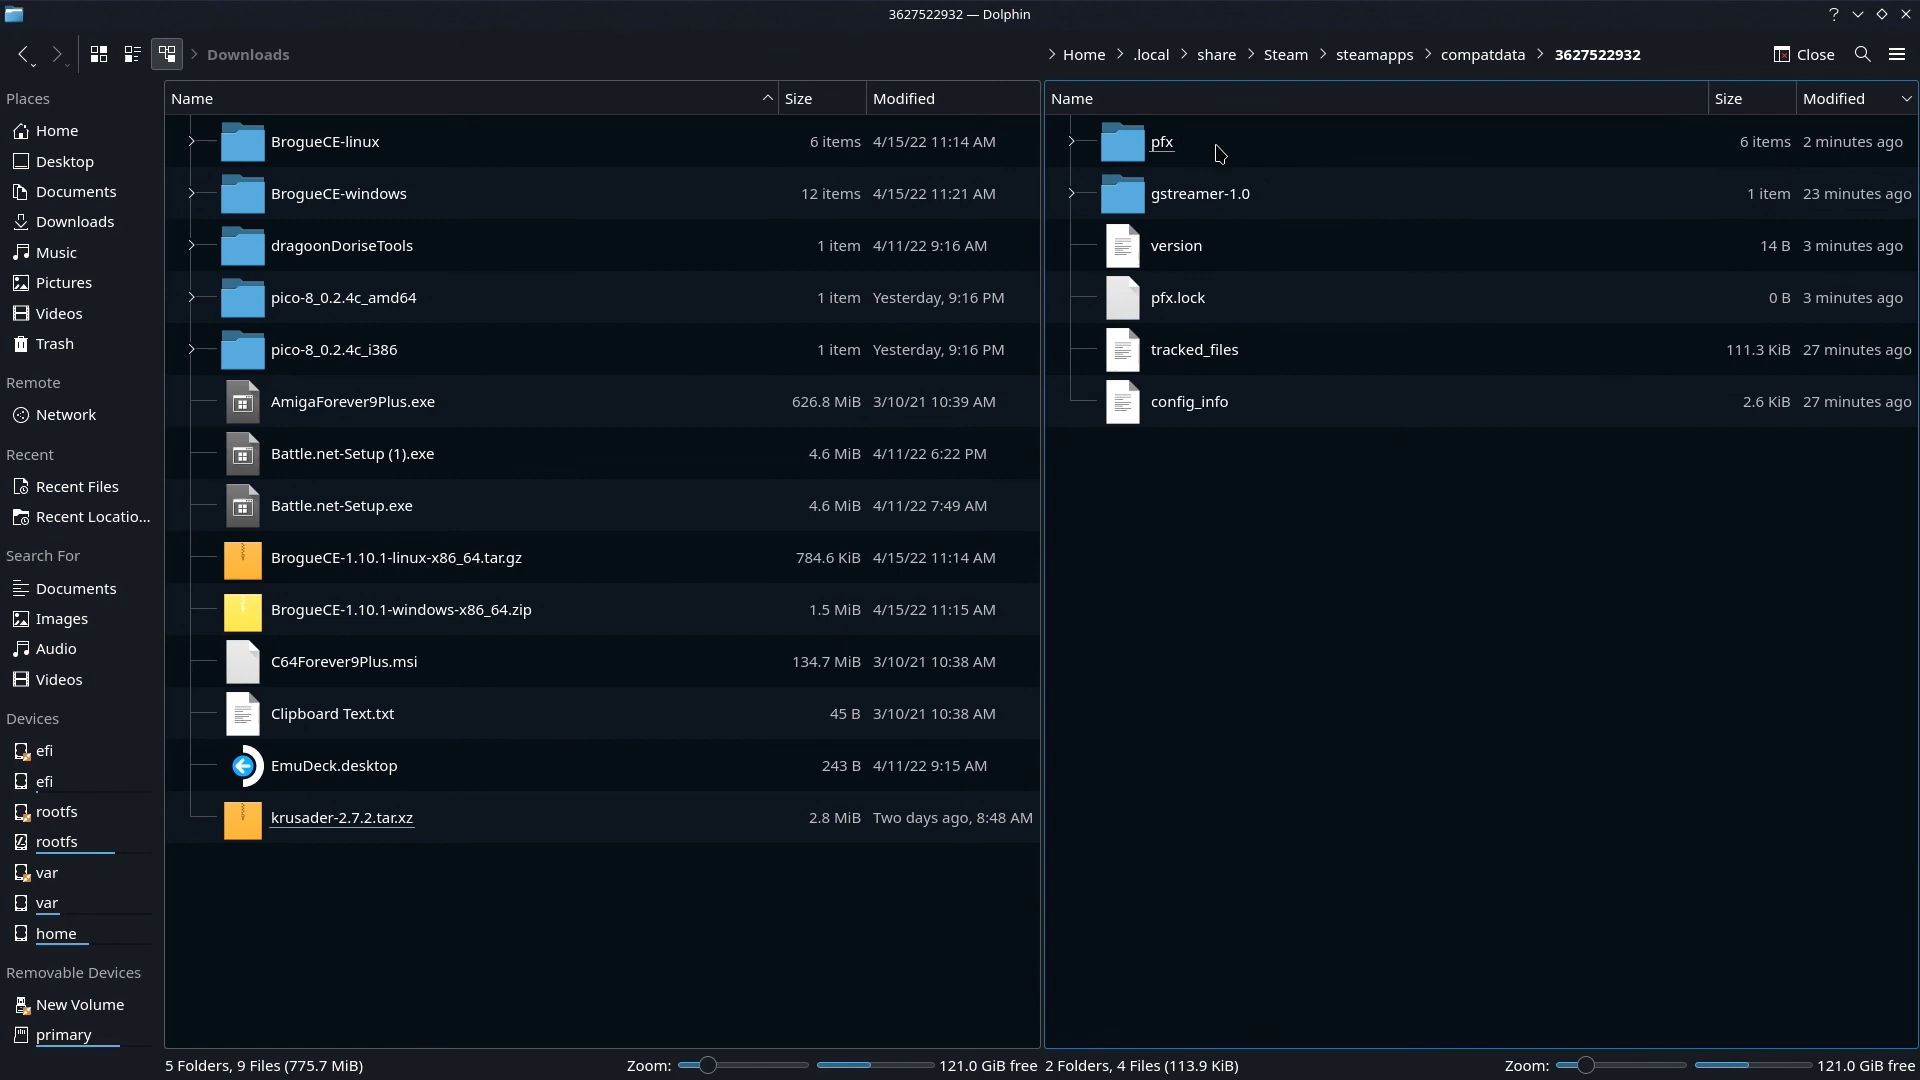 3627522932 — Dolphin
Downloads
Home .local share Steam steamapps compatdata 3627522932
Close
Places
Home
Desktop
Documents
Downloads
Music
Pictures
Videos
Trash
Remote
Network
Recent
Recent Files
Recent Locatio...
Search For
Documents
Images
Audio
Videos
Devices
efi
efi
rootfs
rootfs
var
var
home
Removable Devices
New Volume
primary
Name Size Modified
BrogueCE-linux 6 items 4/15/22 11:14 AM
BrogueCE-windows 12 items 4/15/22 11:21 AM
dragoonDoriseTools 1 item 4/11/22 9:16 AM
pico-8_0.2.4c_amd64 1 item Yesterday, 9:16 PM
pico-8_0.2.4c_i386 1 item Yesterday, 9:16 PM
AmigaForever9Plus.exe 626.8 MiB 3/10/21 10:39 AM
Battle.net-Setup (1).exe 4.6 MiB 4/11/22 6:22 PM
Battle.net-Setup.exe 4.6 MiB 4/11/22 7:49 AM
BrogueCE-1.10.1-linux-x86_64.tar.gz 784.6 KiB 4/15/22 11:14 AM
BrogueCE-1.10.1-windows-x86_64.zip 1.5 MiB 4/15/22 11:15 AM
C64Forever9Plus.msi 134.7 MiB 3/10/21 10:38 AM
Clipboard Text.txt 45 B 3/10/21 10:38 AM
EmuDeck.desktop 243 B 4/11/22 9:15 AM
krusader-2.7.2.tar.xz 2.8 MiB Two days ago, 8:48 AM
5 Folders, 9 Files (775.7 MiB) Zoom: 121.0 GiB free
Name Size Modified
pfx 6 items 2 minutes ago
gstreamer-1.0 1 item 23 minutes ago
version 14 B 3 minutes ago
pfx.lock 0 B 3 minutes ago
tracked_files 111.3 KiB 27 minutes ago
config_info 2.6 KiB 27 minutes ago
2 Folders, 4 Files (113.9 KiB) Zoom: 121.0 GiB free